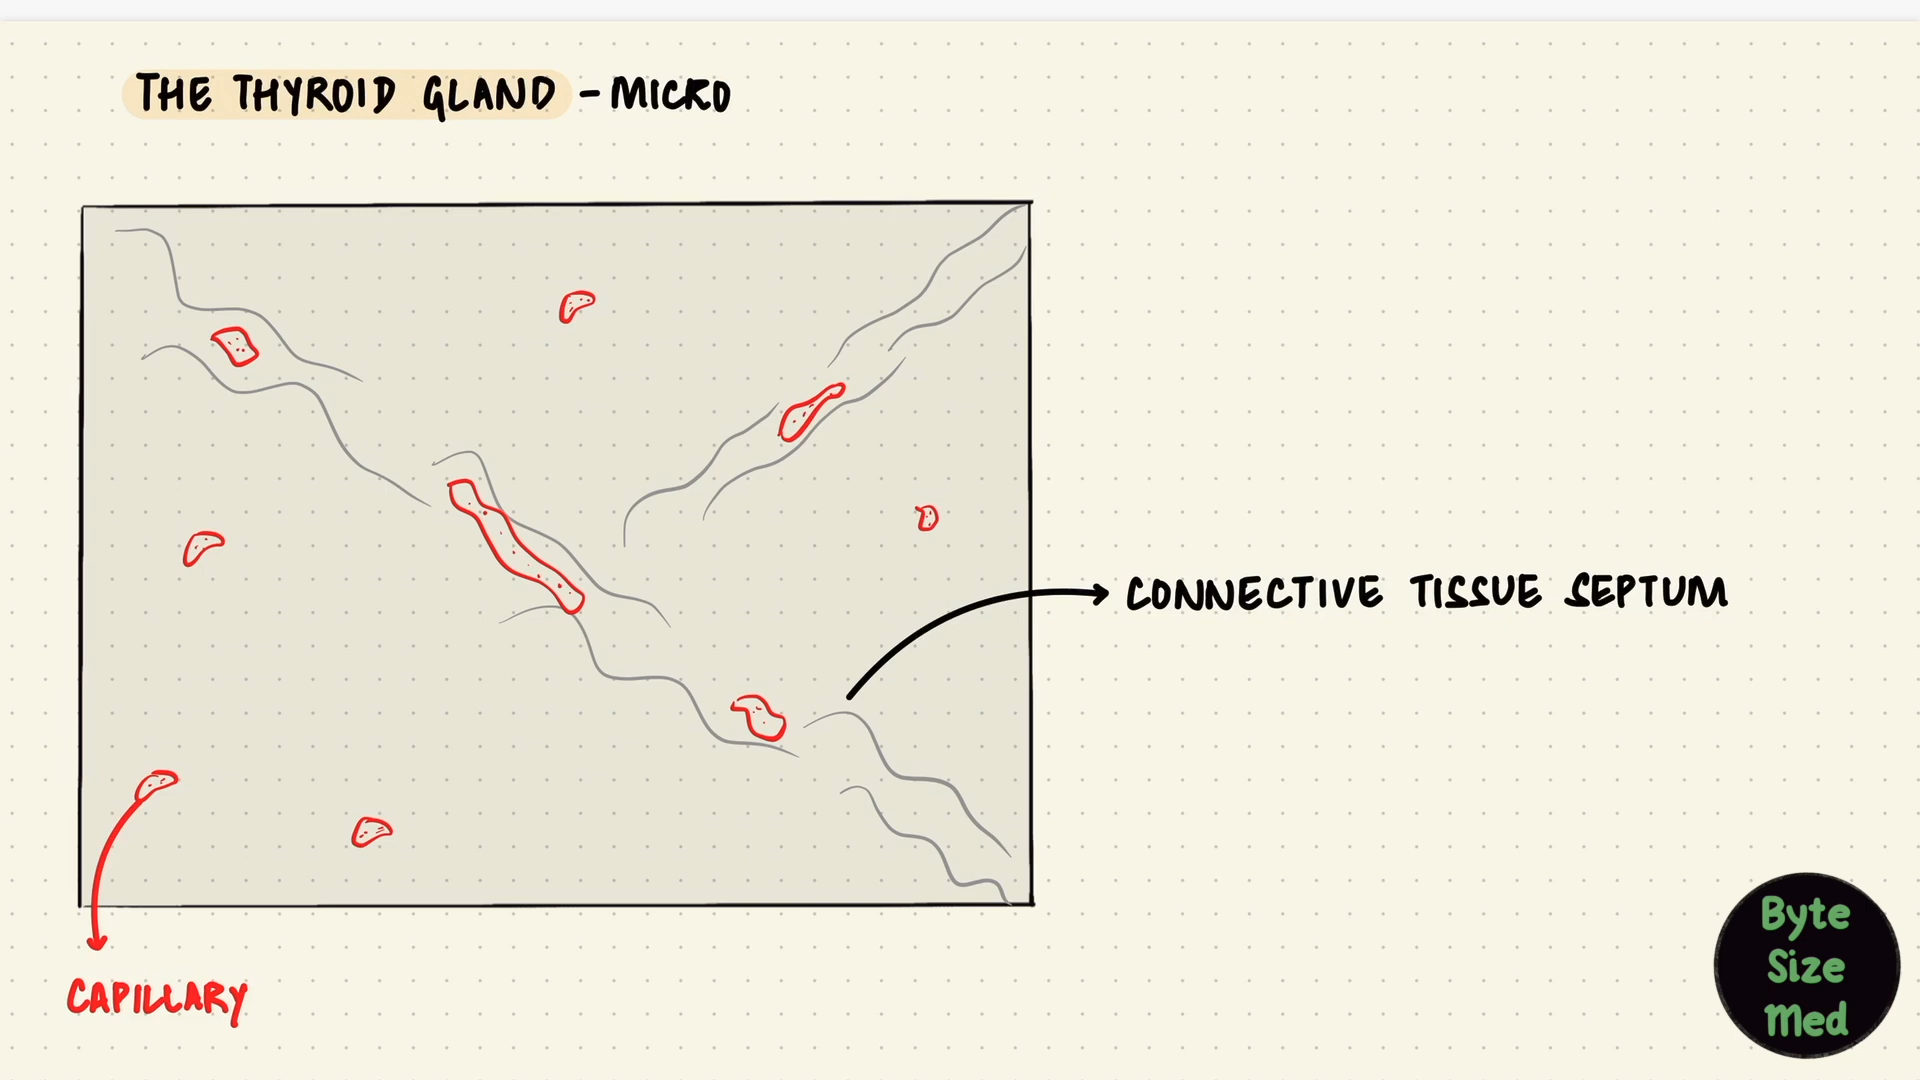 THE THYROID GLAND - MICRO
CONNECTIVE TISSUE SEPTUM
CAPILLARY
Byte
Size
Med